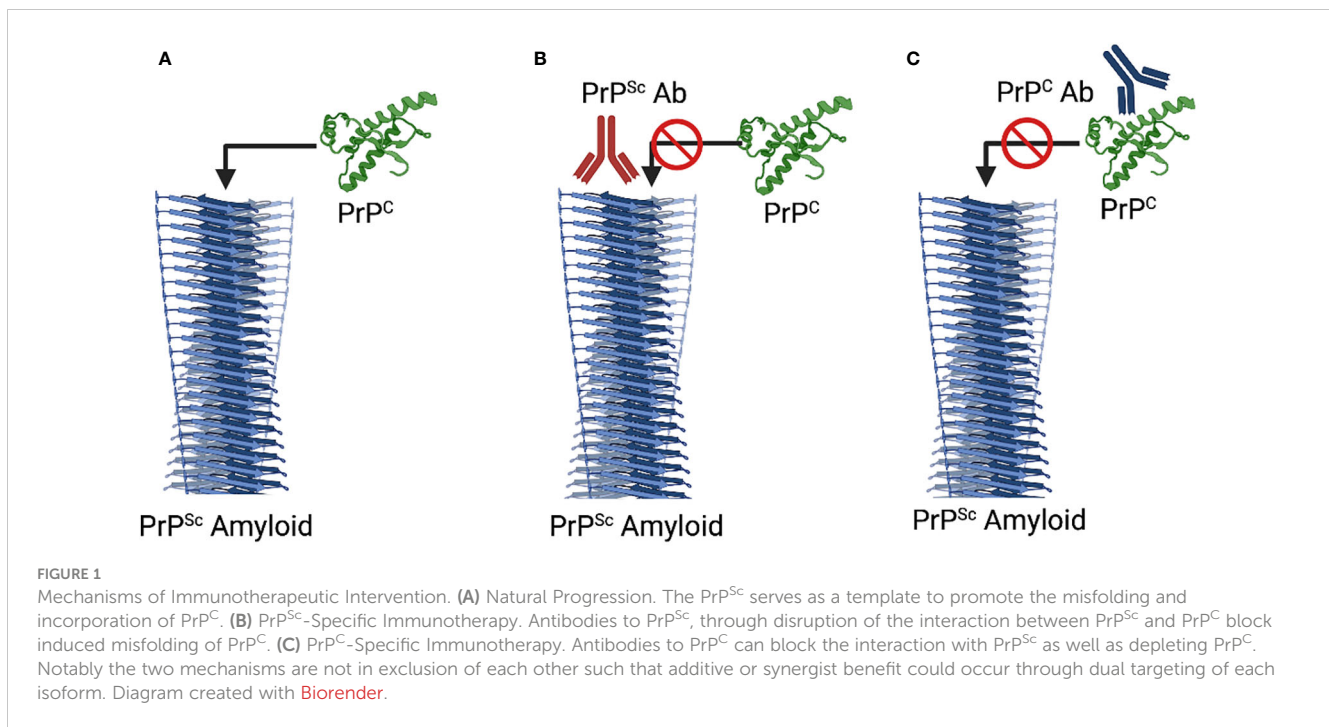 A
B
C
PrP^Sc Ab
PrP^C Ab
PrP^C
PrP^C
PrP^C
PrP^Sc Amyloid
PrP^Sc Amyloid
PrP^Sc Amyloid
FIGURE 1
Mechanisms of Immunotherapeutic Intervention. (A) Natural Progression. The PrP^Sc serves as a template to promote the misfolding and
incorporation of PrP^C. (B) PrP^Sc-Specific Immunotherapy. Antibodies to PrP^Sc, through disruption of the interaction between PrP^Sc and PrP^C block
induced misfolding of PrP^C. (C) PrP^C-Specific Immunotherapy. Antibodies to PrP^C can block the interaction with PrP^Sc as well as depleting PrP^C.
Notably the two mechanisms are not in exclusion of each other such that additive or synergist benefit could occur through dual targeting of each
isoform. Diagram created with Biorender.